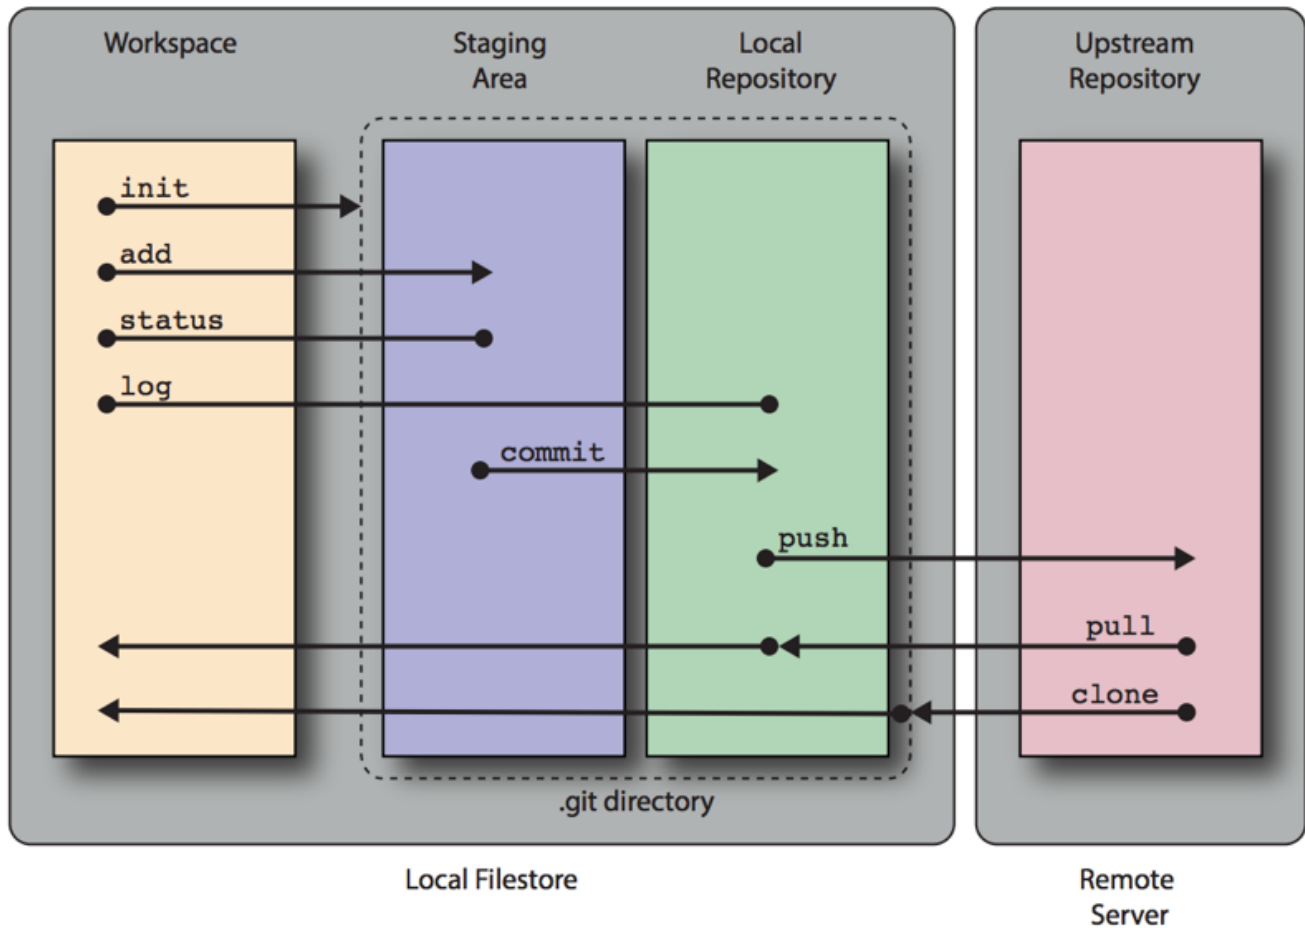 Workspace
Staging
Area
Local
Repository
Upstream
Repository
init
add
status
log
commit
push
pull
clone
.git directory
Local Filestore
Remote
Server